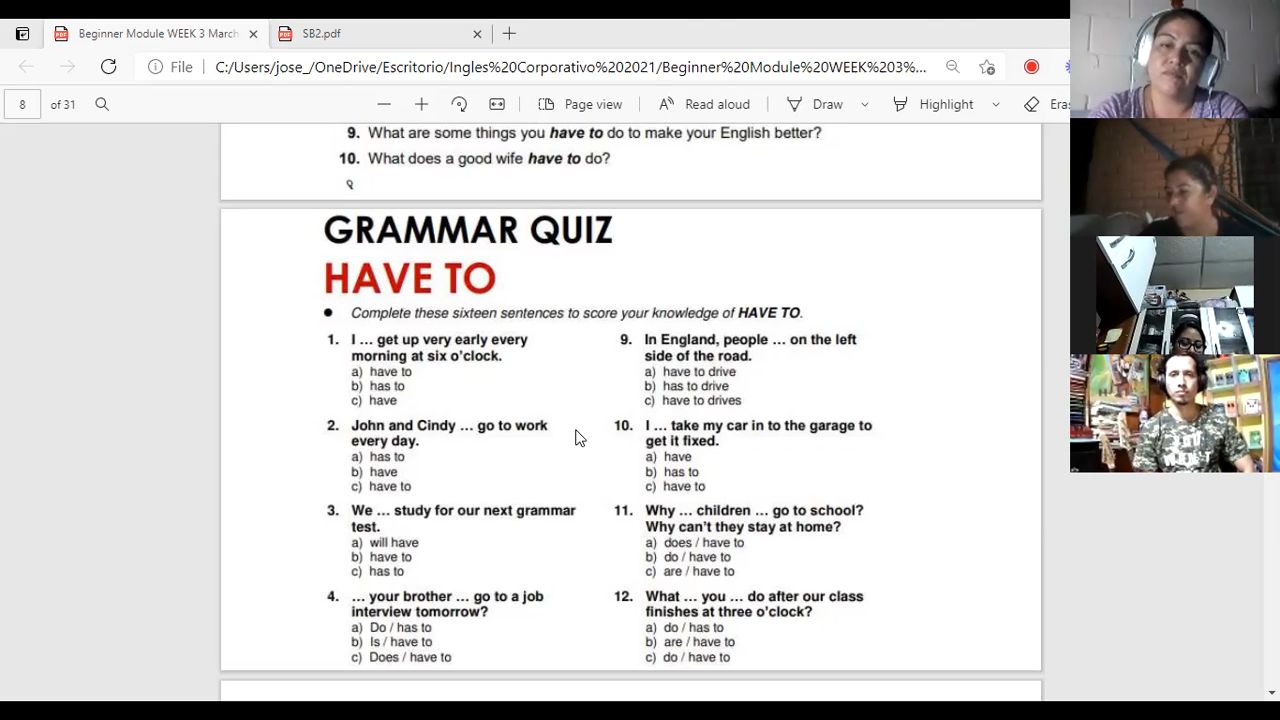 Beginner Module WEEK 3 March
SB2.pdf
File
C:/Users/jose_/OneDrive/Escritorio/Ingles%20Corporativo%202021/Beginner%20Module%20WEEK%203%...
8 of 31
Page view
Read aloud
Draw
Highlight
Eras
9. What are some things you have to do to make your English better?
10. What does a good wife have to do?
GRAMMAR QUIZ
HAVE TO
● Complete these sixteen sentences to score your knowledge of HAVE TO.
1. I ... get up very early every
morning at six o'clock.
a) have to
b) has to
c) have
2. John and Cindy ... go to work
every day.
a) has to
b) have
c) have to
3. We ... study for our next grammar
test.
a) will have
b) have to
c) has to
4. ... your brother ... go to a job
interview tomorrow?
a) Do / has to
b) Is / have to
c) Does / have to
9. In England, people ... on the left
side of the road.
a) have to drive
b) has to drive
c) have to drives
10. I ... take my car in to the garage to
get it fixed.
a) have
b) has to
c) have to
11. Why ... children ... go to school?
Why can't they stay at home?
a) does / have to
b) do / have to
c) are / have to
12. What ... you ... do after our class
finishes at three o'clock?
a) do / has to
b) are / have to
c) do / have to